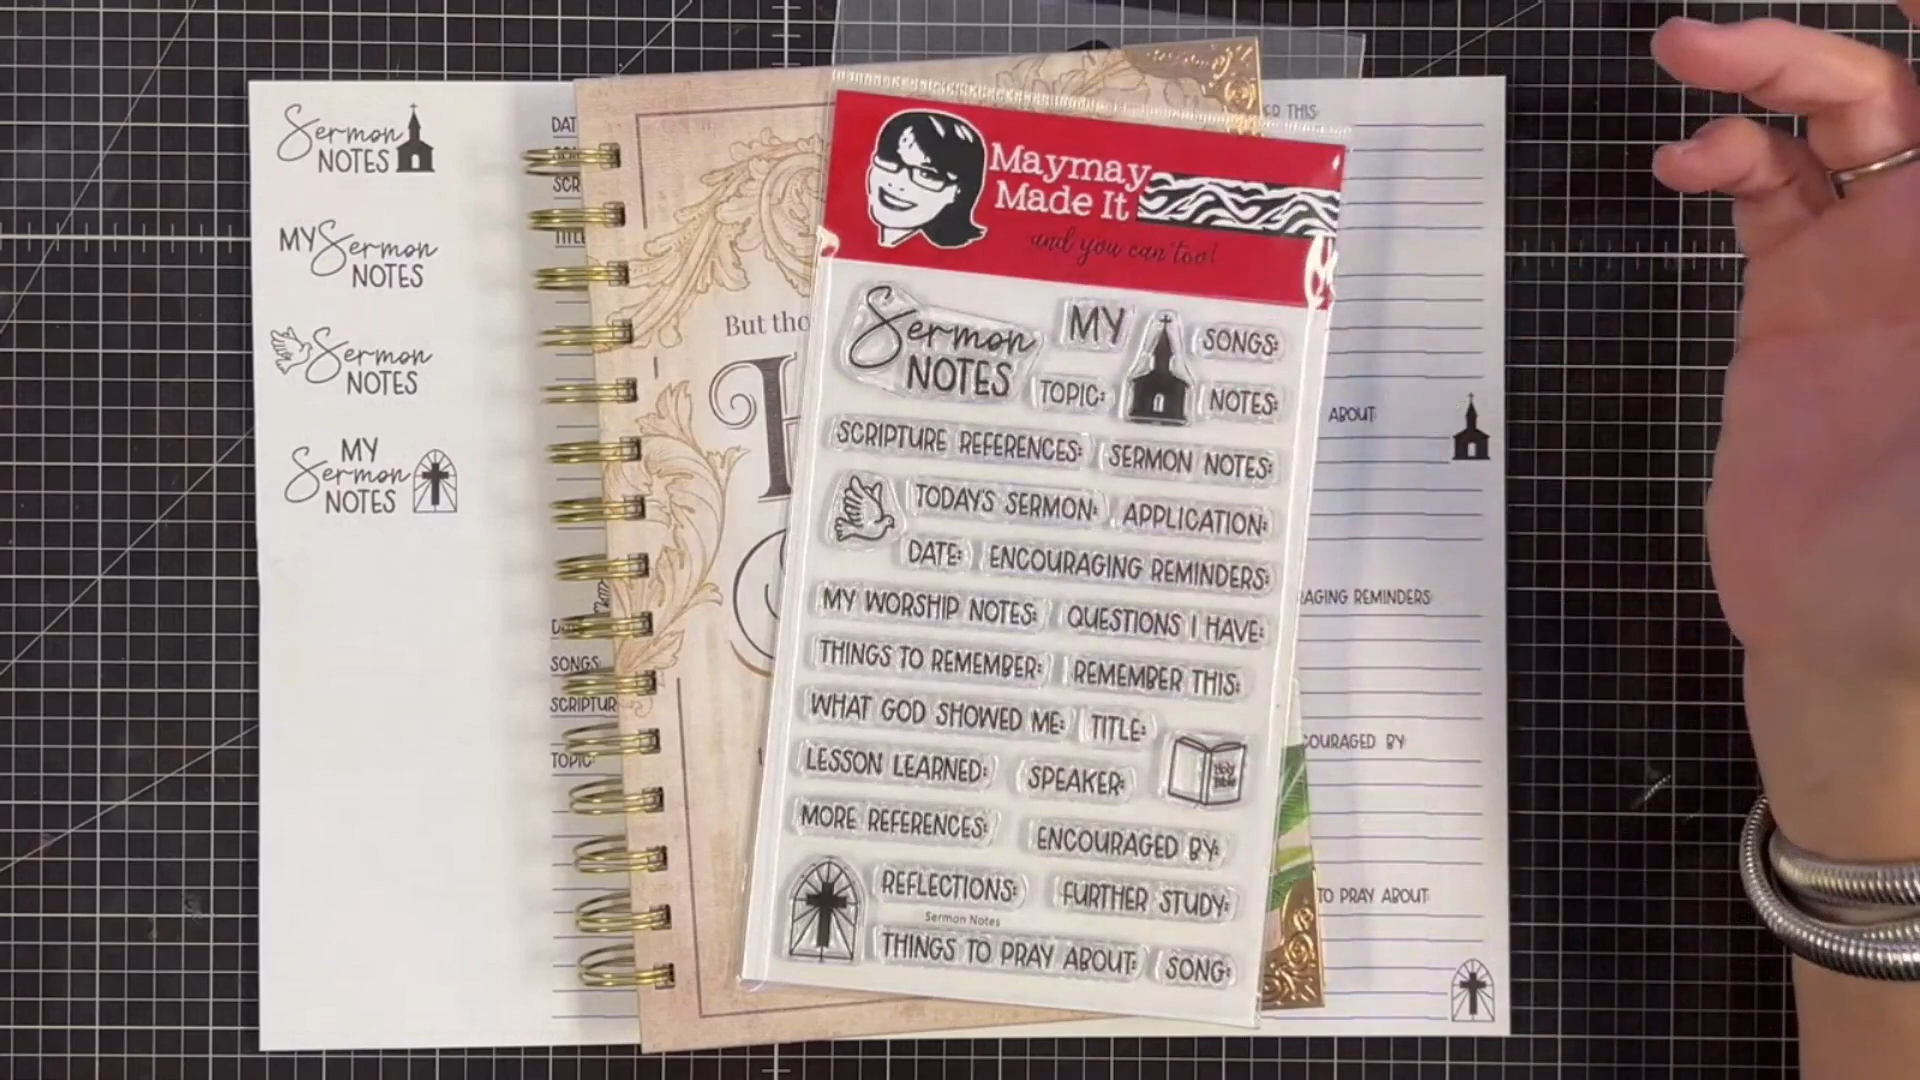 Sermon
NOTES
MY Sermon
NOTES
Sermon
NOTES
MY
Sermon
NOTES
DAT
SCR
TITLE
SONGS:
SCRIPTUR
TOPIC:
But tho
Maymay
Made It
and you can too!
Sermon
NOTES
MY
SONGS:
TOPIC:
NOTES:
SCRIPTURE REFERENCES:
SERMON NOTES:
TODAYS SERMON:
APPLICATION:
DATE:
ENCOURAGING REMINDERS:
MY WORSHIP NOTES:
QUESTIONS I HAVE:
THINGS TO REMEMBER:
REMEMBER THIS:
WHAT GOD SHOWED ME:
TITLE:
LESSON LEARNED:
SPEAKER:
Holy
Bible
MORE REFERENCES:
ENCOURAGED BY:
REFLECTIONS:
FURTHER STUDY:
Sermon Notes
THINGS TO PRAY ABOUT:
SONG:
THIS:
ABOUT:
AGING REMINDERS:
COURAGED BY:
TO PRAY ABOUT: